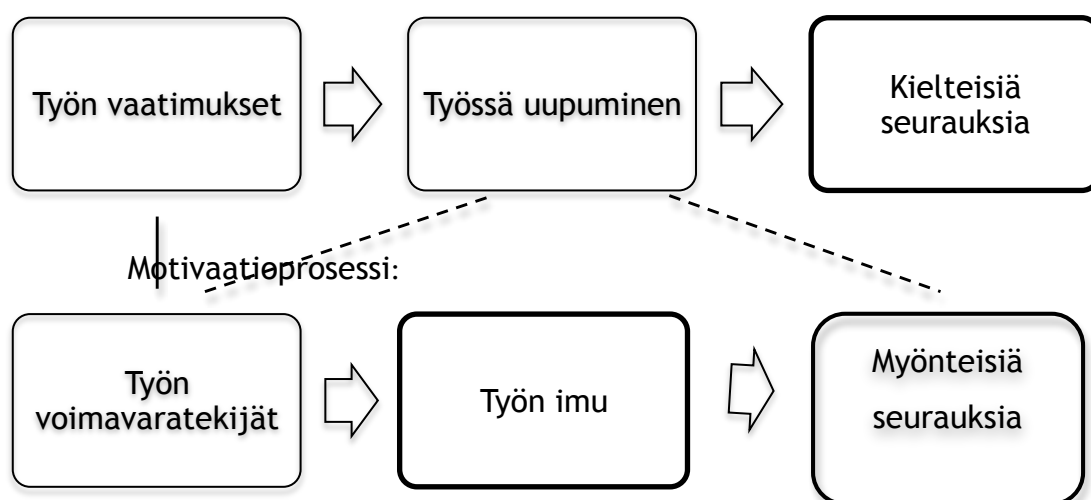 Työn vaatimukset
Työssä uupuminen
Kielteisiä
seurauksia
Motivaatioprosessi:
Työn
voimavaratekijät
Työn imu
Myönteisiä
seurauksia